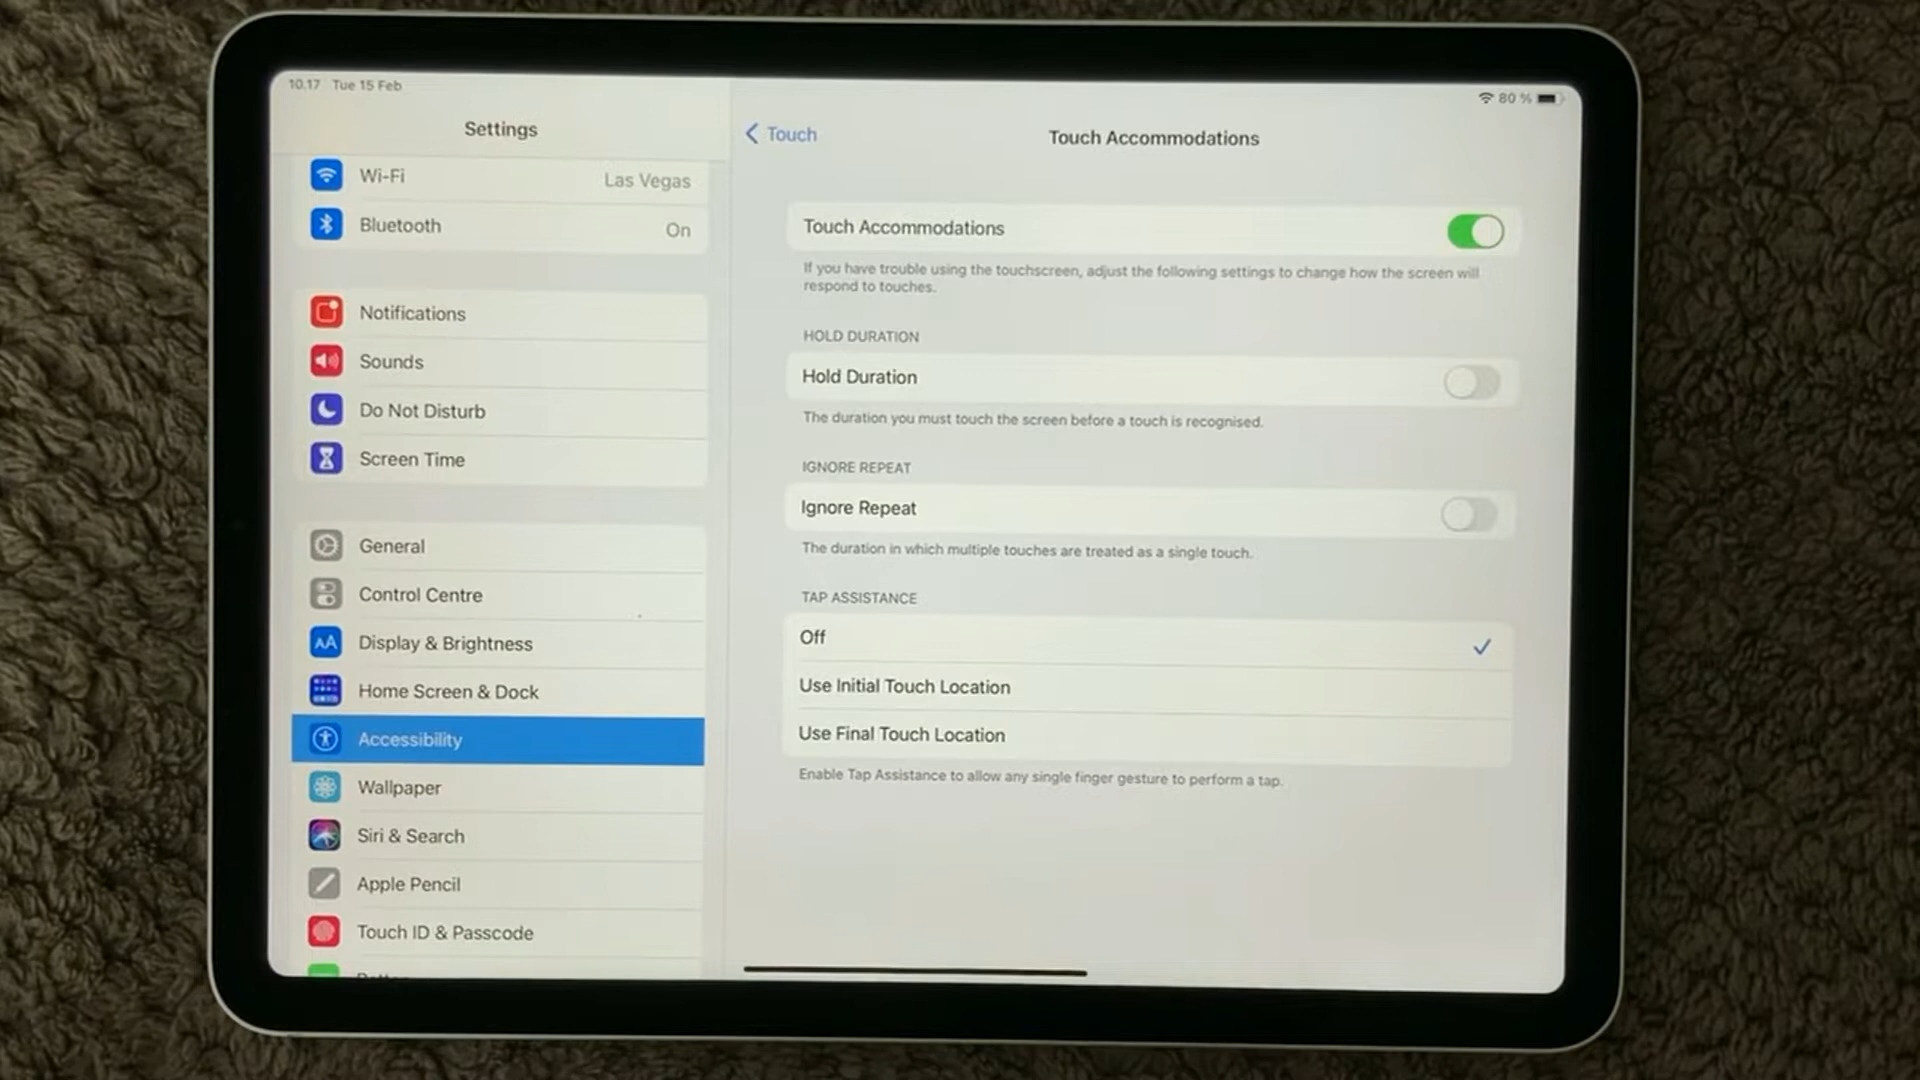 10.17 Tue 15 Feb
80 %
Settings
Wi-Fi
Las Vegas
Bluetooth
On
Notifications
Sounds
Do Not Disturb
Screen Time
General
Control Centre
AA
Display & Brightness
Home Screen & Dock
Accessibility
Wallpaper
Siri & Search
Apple Pencil
Touch ID & Passcode
Touch
Touch Accommodations
Touch Accommodations
If you have trouble using the touchscreen, adjust the following settings to change how the screen will
respond to touches.
HOLD DURATION
Hold Duration
The duration you must touch the screen before a touch is recognised.
IGNORE REPEAT
Ignore Repeat
The duration in which multiple touches are treated as a single touch.
TAP ASSISTANCE
Off
Use Initial Touch Location
Use Final Touch Location
Enable Tap Assistance to allow any single finger gesture to perform a tap.